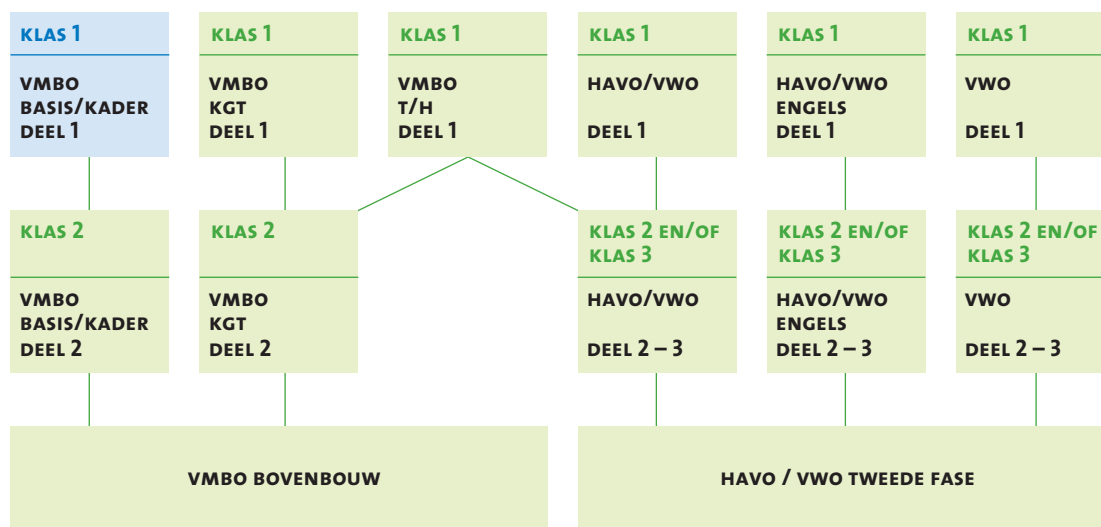 KLAS 1
VMBO
BASIS/KADER
DEEL 1
KLAS 1
VMBO
KGT
DEEL 1
KLAS 1
VMBO
T/H
DEEL 1
KLAS 1
HAVO/VWO
DEEL 1
KLAS 1
HAVO/VWO
ENGELS
DEEL 1
KLAS 1
VWO
DEEL 1
KLAS 2
VMBO
BASIS/KADER
DEEL 2
KLAS 2
VMBO
KGT
DEEL 2
KLAS 2 EN/OF
KLAS 3
HAVO/VWO
DEEL 2 – 3
KLAS 2 EN/OF
KLAS 3
HAVO/VWO
ENGELS
DEEL 2 – 3
KLAS 2 EN/OF
KLAS 3
VWO
DEEL 2 – 3
VMBO BOVENBOUW
HAVO / VWO TWEEDE FASE